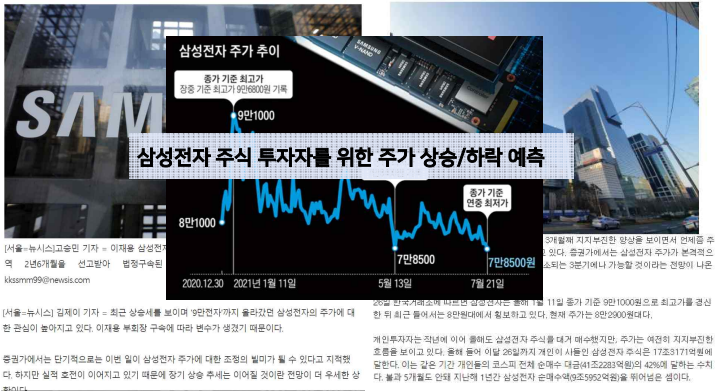 SAM
삼성전자 주가 추이
SAMSUNG
V-NAND
종가 기준 최고가
장중 기준 최고가 9만6800원 기록
9만1000
삼성전자 주식 투자자를 위한 주가 상승/하락 예측
종가 기준
연중 최저가
8만1000
7만8500
7만8500원
2020.12.30
2021년 1월 11일
5월 13일
7월 21일
[서울=뉴시스]고승민 기자 = 이재용 삼성전자
역 2년6개월을 선고받아 법정구속된
kkssmm99@newsis.com
[서울=뉴시스] 김제이 기자 = 최근 상승세를 보이며 '9만전자'까지 올라갔던 삼성전자의 주가에 대
한 관심이 높아지고 있다. 이재용 부회장 구속에 따라 변수가 생겼기 때문이다.
증권가에서는 단기적으로는 이번 일이 삼성전자 주가에 대한 조정의 빌미가 될 수 있다고 지적했
다. 하지만 실적 호전이 이어지고 있기 때문에 장기 상승 추세는 이어질 것이란 전망이 더 우세한 상
황이다.
3개월째 지지부진한 양상을 보이면서 언제쯤 주
있다. 증권가에서는 삼성전자 주가가 본격적으
소되는 3분기에나 가능할 것이라는 전망이 나온
26일 한국거래소에 따르면 삼성전자는 올해 1월 11일 종가 기준 9만1000원으로 최고가를 경신
한 뒤 최근 들어서는 8만원대에서 횡보하고 있다. 현재 주가는 8만2900원대다.
개인투자자는 작년에 이어 올해도 삼성전자 주식을 대거 매수했지만, 주가는 여전히 지지부진한
흐름을 보이고 있다. 올해 들어 이달 26일까지 개인이 사들인 삼성전자 주식은 17조3171억원에
달한다. 이는 같은 기간 개인들의 코스피 전체 순매수 대금(41조2283억원)의 42%에 달하는 수치
다. 불과 5개월도 안돼 지난해 1년간 삼성전자 순매수액(9조5952억원)을 뛰어넘은 셈이다.